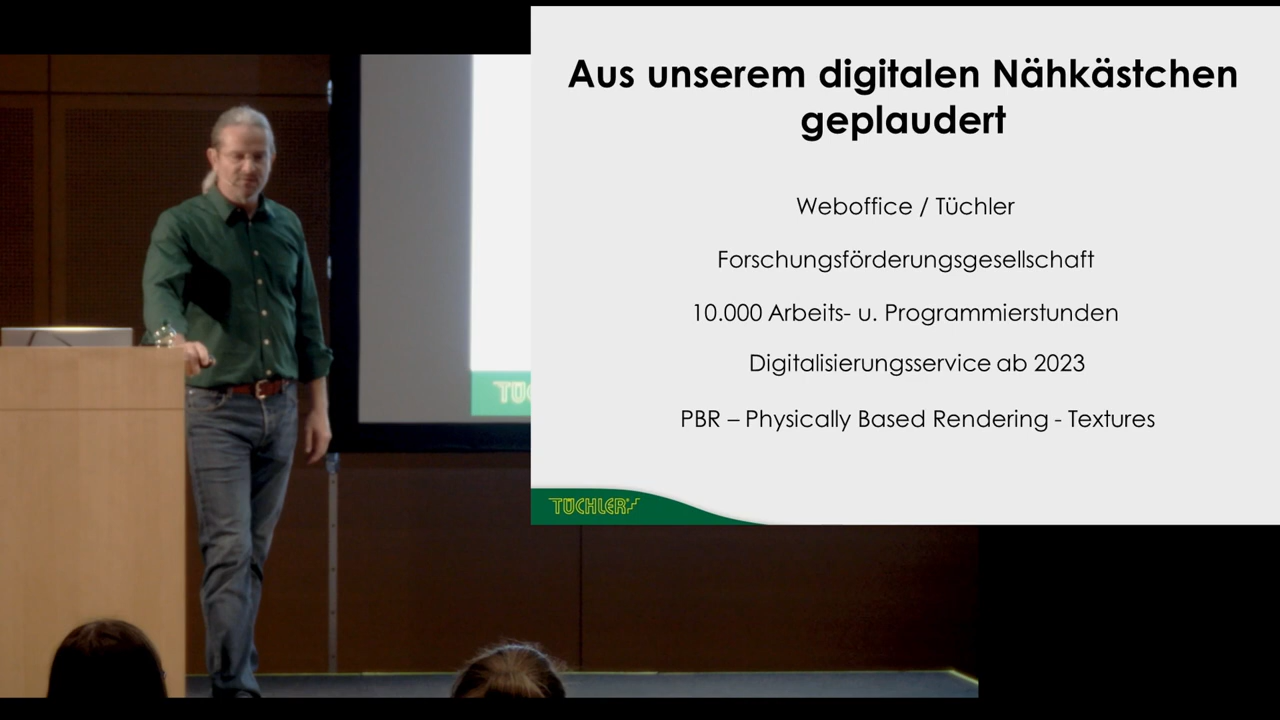 Aus unserem digitalen Nähkästchen
geplaudert
Weboffice / Tüchler
Forschungsförderungsgesellschaft
10.000 Arbeits- u. Programmierstunden
Digitalisierungsservice ab 2023
PBR – Physically Based Rendering - Textures
TÜCHLER
TÜC